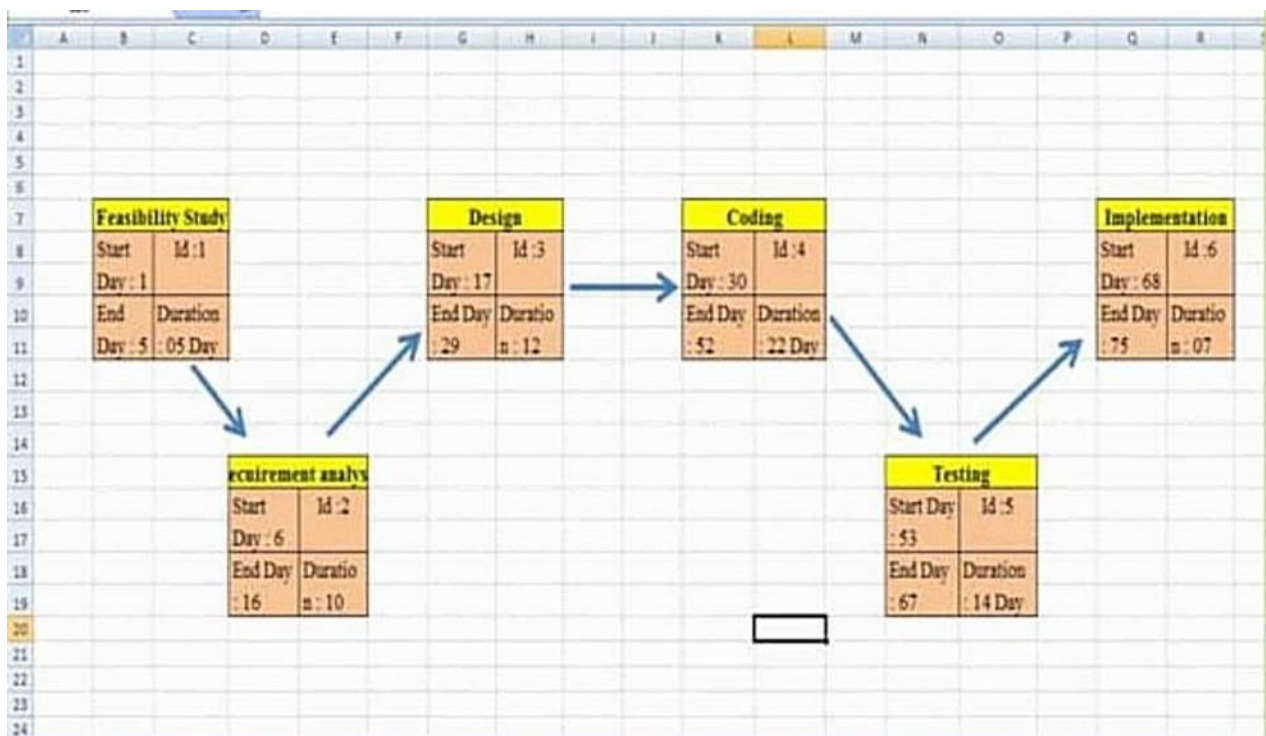 A B C D E F G H I J K L M N O P Q R
1
2
3
4
5
6
7
8
9
10
11
12
13
14
15
16
17
18
19
20
21
22
23
24
Feasibility Study
Start Day : 1
Id :1
End Day : 5
Duration : 05 Day
ecuirement analys
Start Day : 6
Id :2
End Day : 16
Duratio n : 10
Design
Start Day : 17
Id :3
End Day : 29
Duratio n : 12
Coding
Start Day : 30
Id :4
End Day : 52
Duration : 22 Day
Testing
Start Day : 53
Id :5
End Day : 67
Duration : 14 Day
Implementation
Start Day : 68
Id :6
End Day : 75
Duratio n : 07